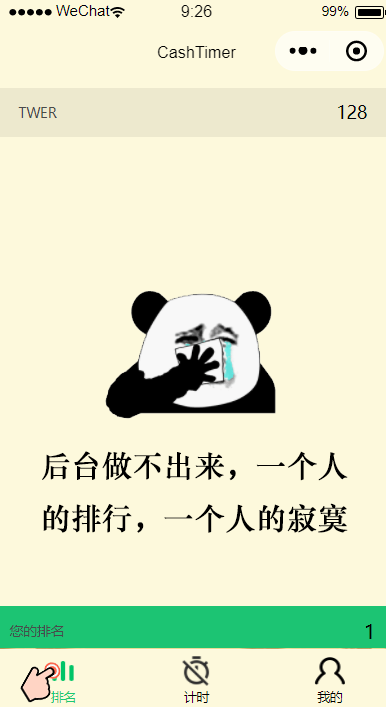 WeChat 9:26 99%
CashTimer
TWER 128
后台做不出来，一个人
的排行，一个人的寂寞
您的排名 1
排名 计时 我的